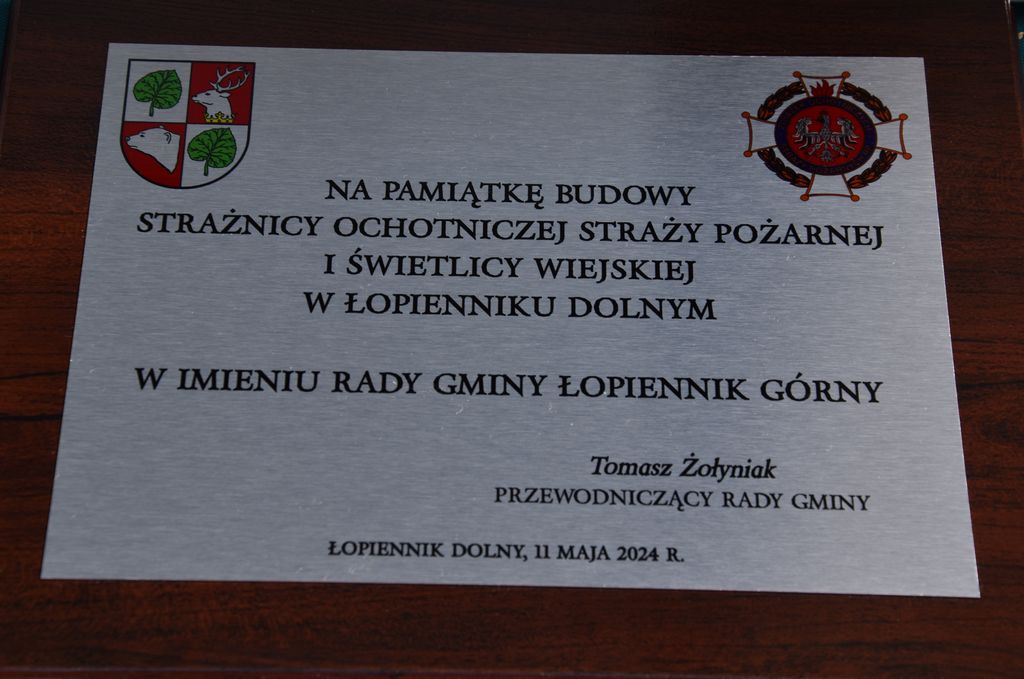 NA PAMIĄTKĘ BUDOWY
STRAŻNICY OCHOTNICZEJ STRAŻY POŻARNEJ
I ŚWIETLICY WIEJSKIEJ
W ŁOPIENNIKU DOLNYM
W IMIENIU RADY GMINY ŁOPIENNIK GÓRNY
Tomasz Żołyniak
PRZEWODNICZĄCY RADY GMINY
ŁOPIENNIK DOLNY, 11 MAJA 2024 R.